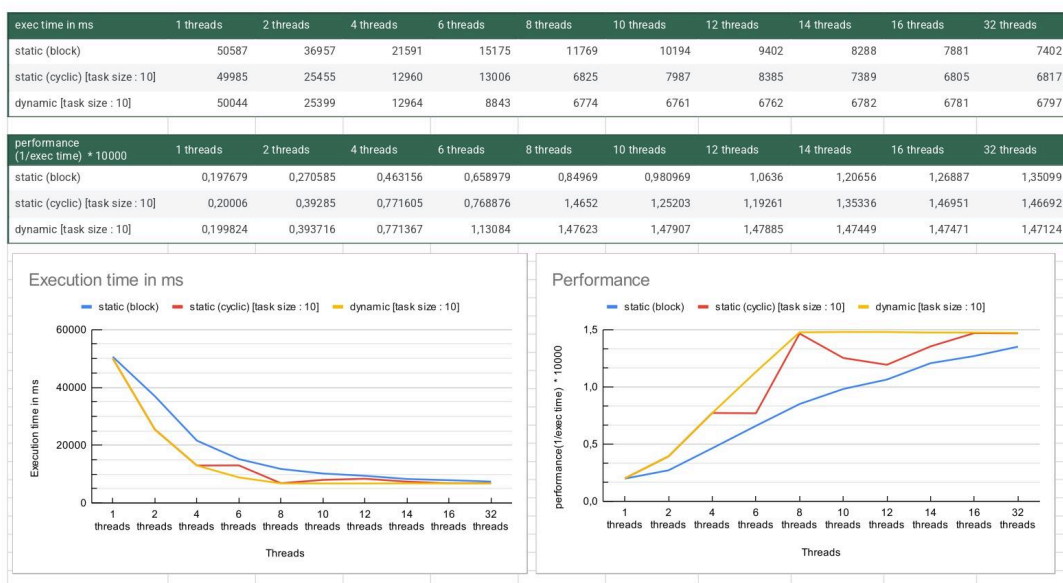 exec time in ms 1 threads 2 threads 4 threads 6 threads 8 threads 10 threads 12 threads 14 threads 16 threads 32 threads
static (block) 50587 36957 21591 15175 11769 10194 9402 8288 7881 7402
static (cyclic) [task size : 10] 49985 25455 12960 13006 6825 7987 8385 7389 6805 6817
dynamic [task size : 10] 50044 25399 12964 8843 6774 6761 6762 6782 6781 6797
performance
(1/exec time) * 10000 1 threads 2 threads 4 threads 6 threads 8 threads 10 threads 12 threads 14 threads 16 threads 32 threads
static (block) 0,197679 0,270585 0,463156 0,658979 0,84969 0,980969 1,0636 1,20656 1,26887 1,35099
static (cyclic) [task size : 10] 0,20006 0,39285 0,771605 0,768876 1,4652 1,25203 1,19261 1,35336 1,46951 1,46692
dynamic [task size : 10] 0,199824 0,393716 0,771367 1,13084 1,47623 1,47907 1,47885 1,47449 1,47471 1,47124
Execution time in ms
static (block) static (cyclic) [task size : 10] dynamic [task size : 10]
60000
40000
20000
0
Execution time in ms
1 2 4 6 8 10 12 14 16 32
threads threads threads threads threads threads threads threads threads threads
Threads
Performance
static (block) static (cyclic) [task size : 10] dynamic [task size : 10]
1,5
1,0
0,5
0,0
performance(1/exec time) * 10000
1 2 4 6 8 10 12 14 16 32
threads threads threads threads threads threads threads threads threads threads
Threads